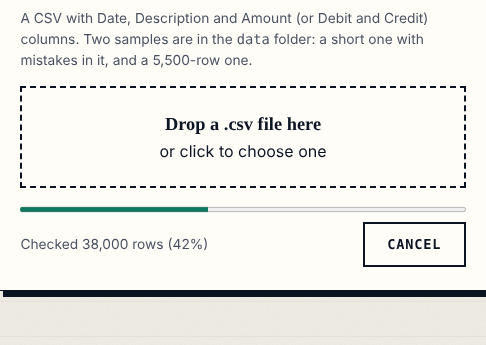 A CSV with Date, Description and Amount (or Debit and Credit)
columns. Two samples are in the data folder: a short one with
mistakes in it, and a 5,500-row one.
Drop a .csv file here
or click to choose one
Checked 38,000 rows (42%)
CANCEL